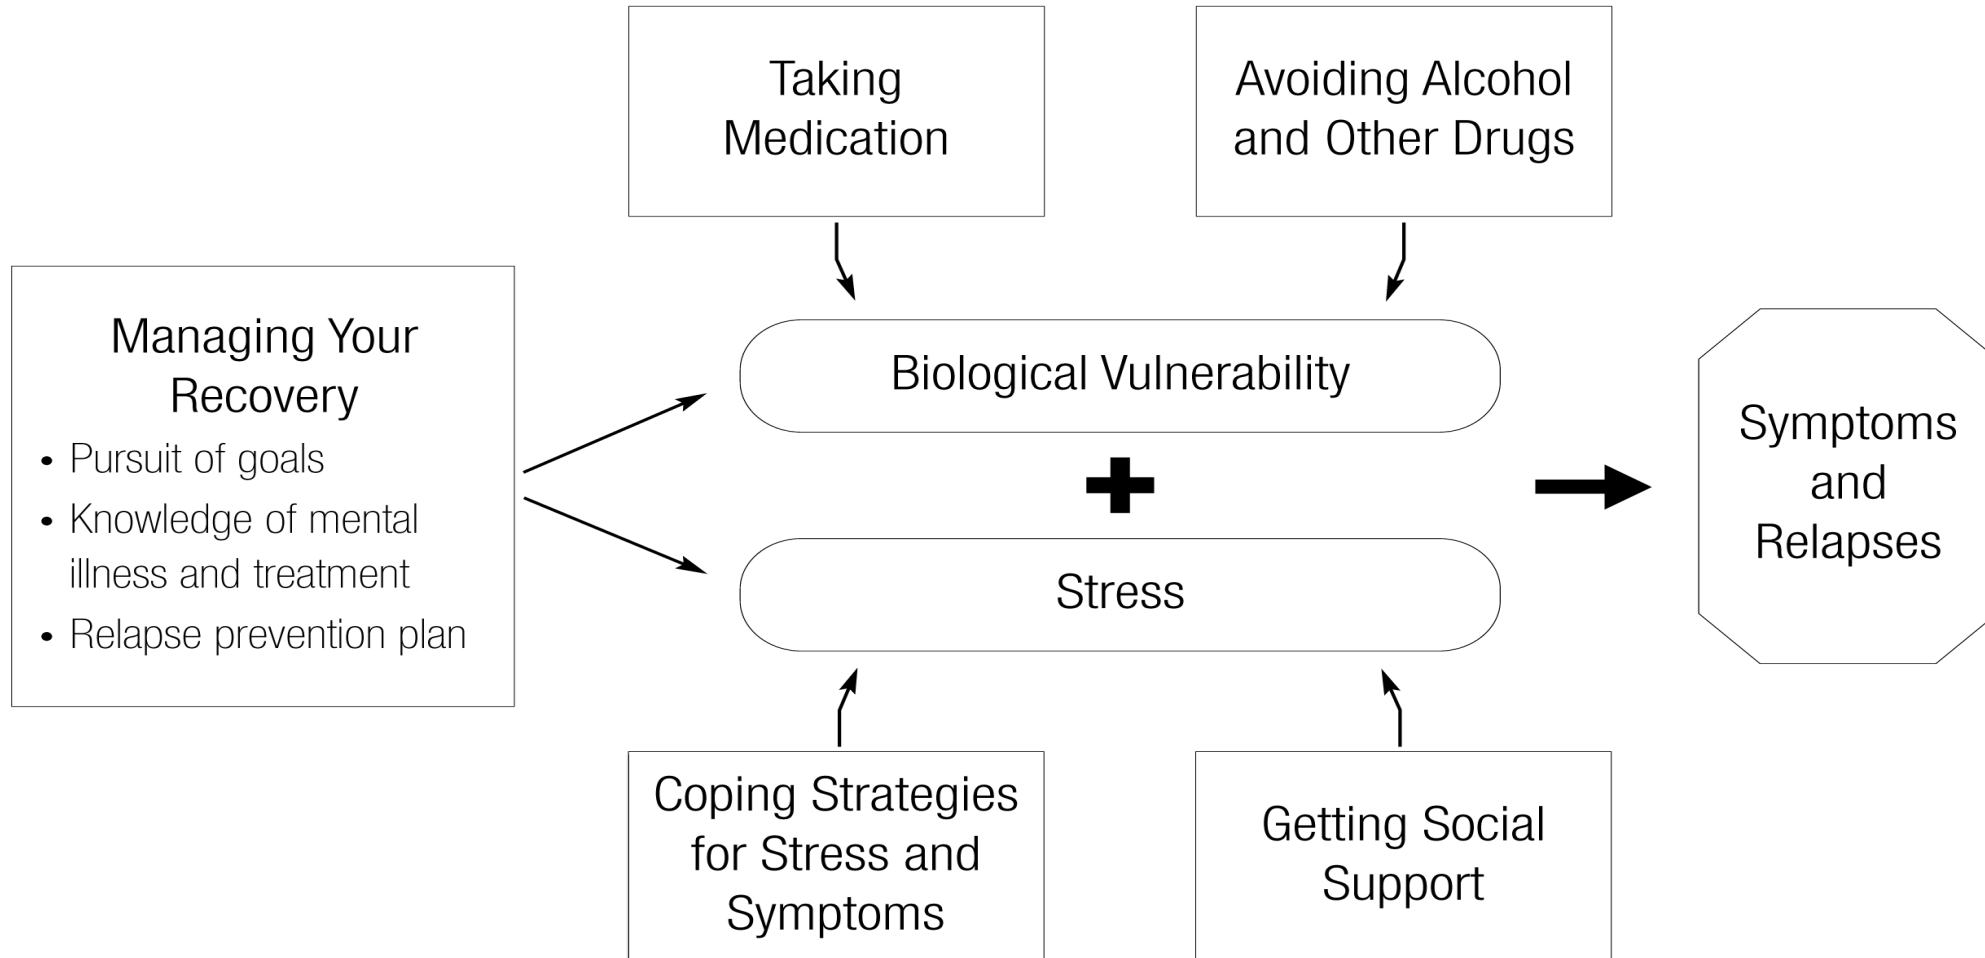 Taking
Medication
Avoiding Alcohol
and Other Drugs
Managing Your
Recovery
• Pursuit of goals
• Knowledge of mental
illness and treatment
• Relapse prevention plan
Biological Vulnerability
+
Stress
Symptoms
and
Relapses
Coping Strategies
for Stress and
Symptoms
Getting Social
Support